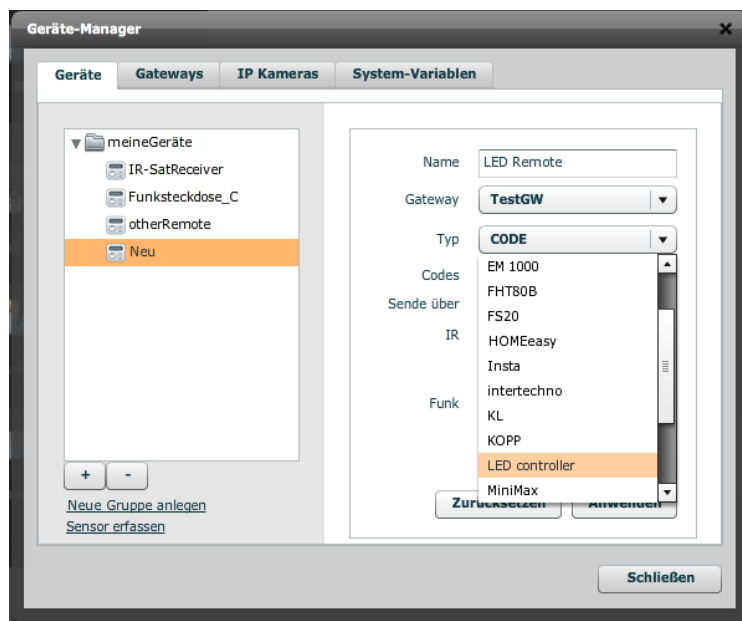 Geräte-Manager
Geräte
Gateways
IP Kameras
System-Variablen
meineGeräte
IR-SatReceiver
Funksteckdose_C
otherRemote
Neu
+
-
Neue Gruppe anlegen
Sensor erfassen
Name
LED Remote
Gateway
TestGW
Typ
CODE
Codes
Sende über
IR
Funk
EM 1000
FHT80B
FS20
HOMEeasy
Insta
intertechno
KL
KOPP
LED controller
MiniMax
Zurücksetzen
Anwenden
Schließen